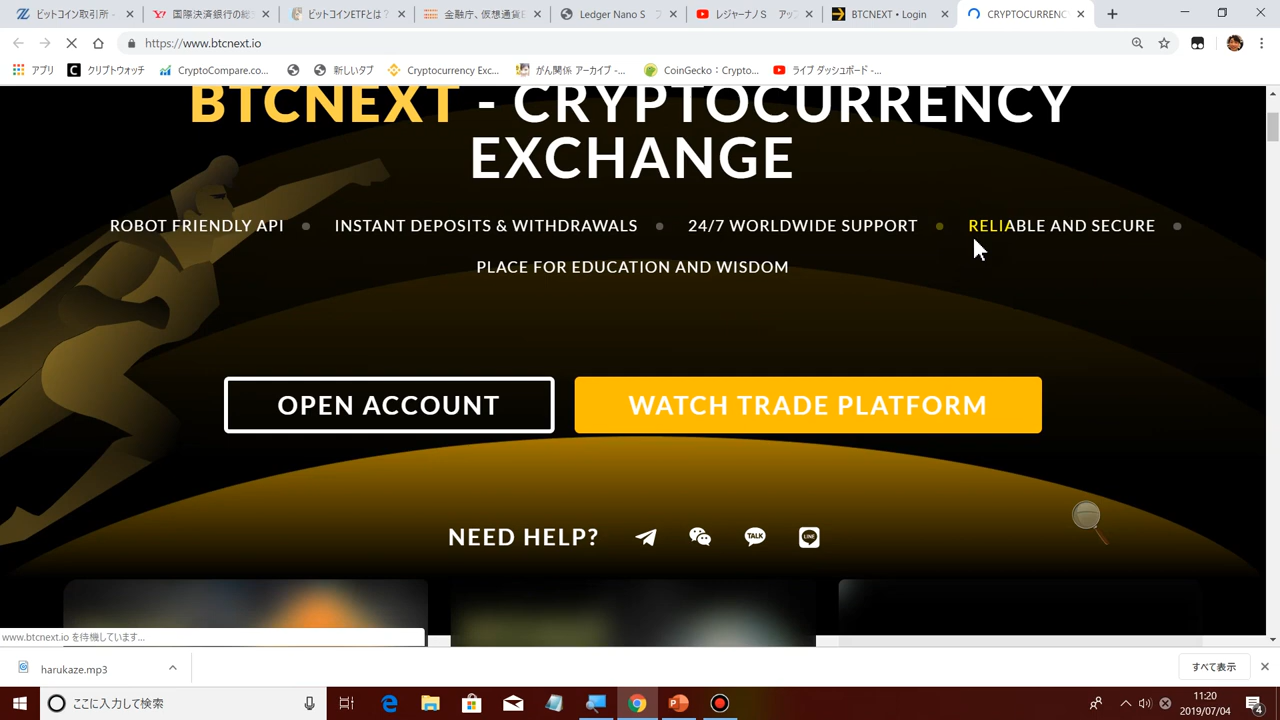 ビットコイン取引所・
国際決済銀行の総
ビットコインETFとは？
金融庁、仮想通貨E
Ledger Nano S フ
レジャーナノS アッフ
BTCNEXT • Login
CRYPTOCURRENC
https://www.btcnext.io
アプリ
クリプトウォッチ
CryptoCompare.co...
新しいタブ
Cryptocurrency Exc...
がん関係 アーカイブ -...
CoinGecko：Crypto...
ライブ ダッシュボード -...
BTCNEXT - CRYPTOCURRENCY
EXCHANGE
ROBOT FRIENDLY API • INSTANT DEPOSITS & WITHDRAWALS • 24/7 WORLDWIDE SUPPORT • RELIABLE AND SECURE •
PLACE FOR EDUCATION AND WISDOM
OPEN ACCOUNT
WATCH TRADE PLATFORM
NEED HELP?
TALK
LINE
www.btcnext.io を待機しています...
harukaze.mp3
すべて表示
ここに入力して検索
11:20
2019/07/04
4